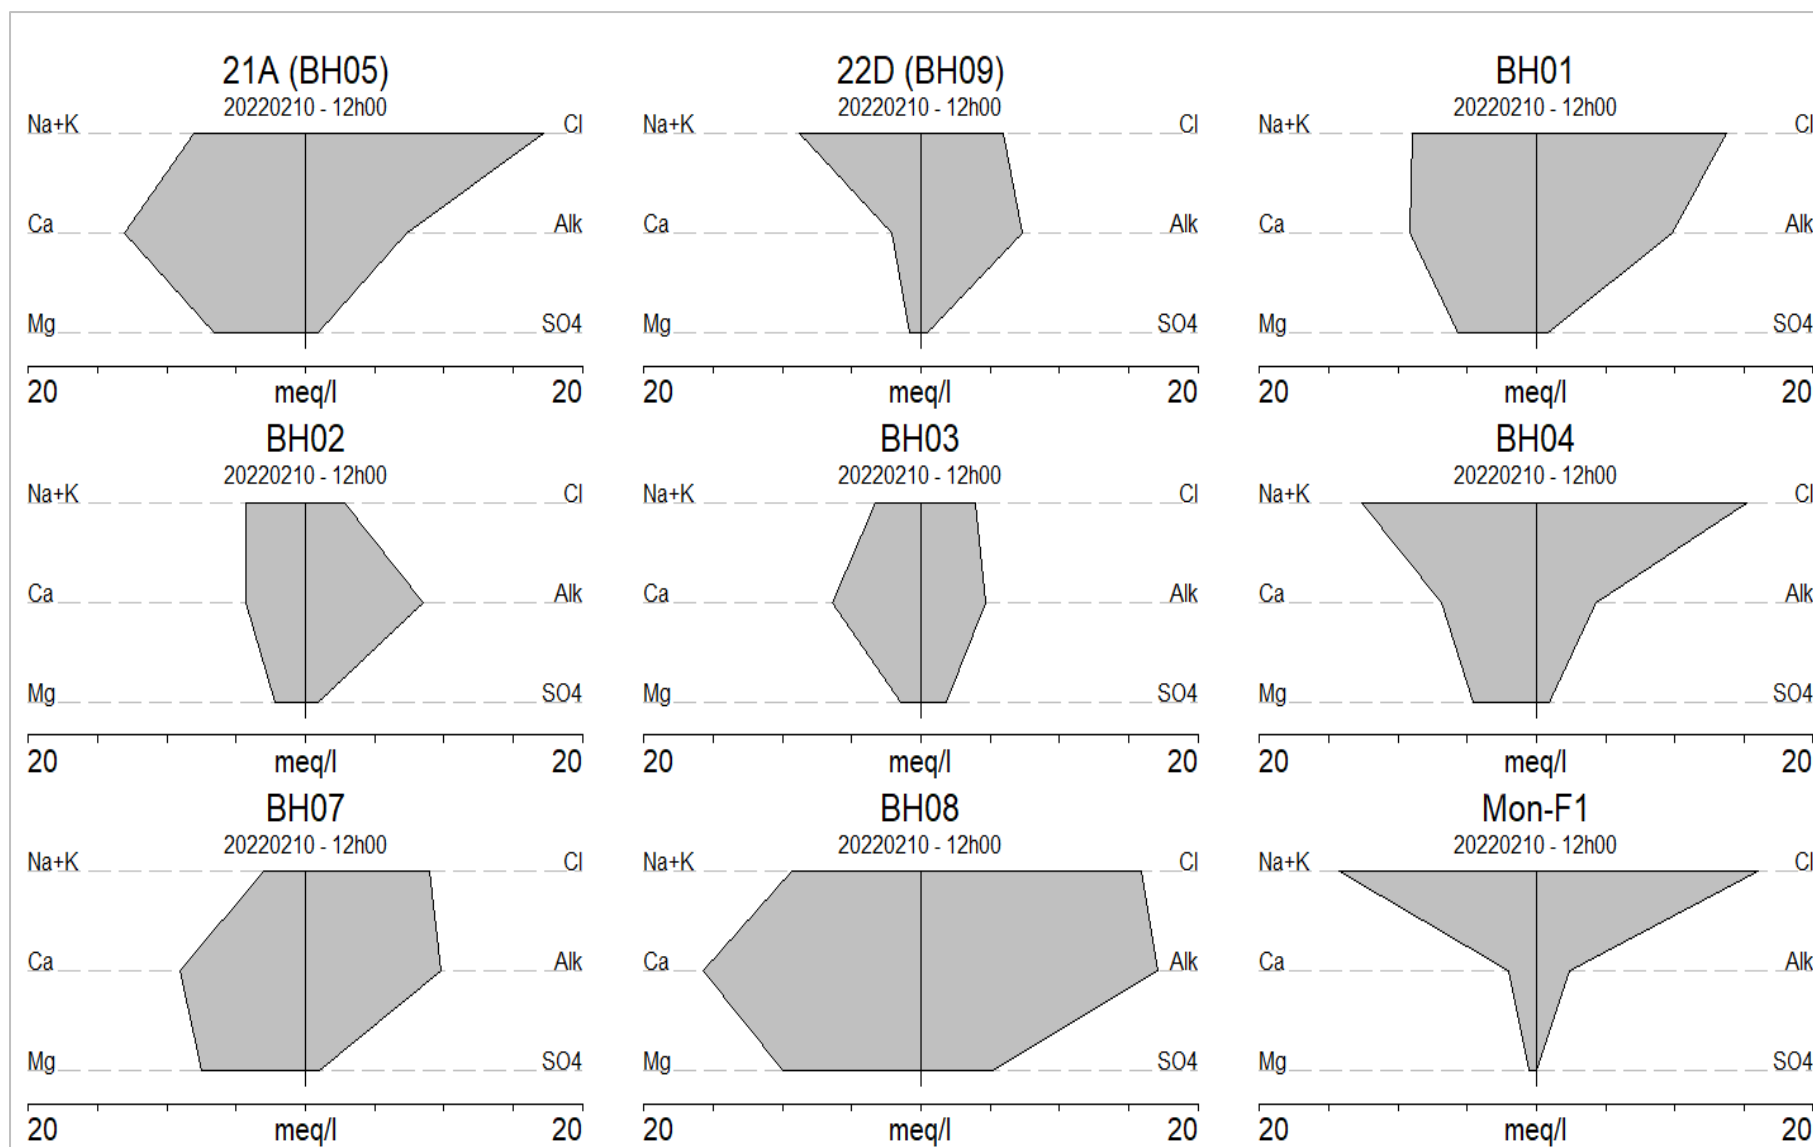 21A (BH05)
20220210 - 12h00
Na+K Cl
Ca Alk
Mg SO4
20 meq/l 20
22D (BH09)
20220210 - 12h00
Na+K Cl
Ca Alk
Mg SO4
20 meq/l 20
BH01
20220210 - 12h00
Na+K Cl
Ca Alk
Mg SO4
20 meq/l 20
BH02
20220210 - 12h00
Na+K Cl
Ca Alk
Mg SO4
20 meq/l 20
BH03
20220210 - 12h00
Na+K Cl
Ca Alk
Mg SO4
20 meq/l 20
BH04
20220210 - 12h00
Na+K Cl
Ca Alk
Mg SO4
20 meq/l 20
BH07
20220210 - 12h00
Na+K Cl
Ca Alk
Mg SO4
20 meq/l 20
BH08
20220210 - 12h00
Na+K Cl
Ca Alk
Mg SO4
20 meq/l 20
Mon-F1
20220210 - 12h00
Na+K Cl
Ca Alk
Mg SO4
20 meq/l 20